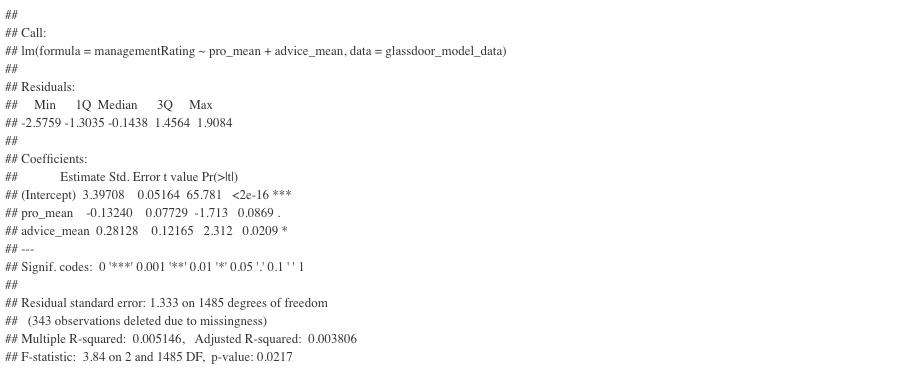 ##
## Call:
## lm(formula = managementRating ~ pro_mean + advice_mean, data = glassdoor_model_data)
##
## Residuals:
##     Min      1Q  Median      3Q     Max
## -2.5759 -1.3035 -0.1438  1.4564  1.9084
##
## Coefficients:
##             Estimate Std. Error t value Pr(>|t|)
## (Intercept)  3.39708    0.05164  65.781   <2e-16 ***
## pro_mean    -0.13240    0.07729  -1.713   0.0869 .
## advice_mean  0.28128    0.12165   2.312   0.0209 *
## ---
## Signif. codes:  0 '***' 0.001 '**' 0.01 '*' 0.05 '.' 0.1 ' ' 1
##
## Residual standard error: 1.333 on 1485 degrees of freedom
##   (343 observations deleted due to missingness)
## Multiple R-squared:  0.005146,   Adjusted R-squared:  0.003806
## F-statistic:  3.84 on 2 and 1485 DF,  p-value: 0.0217